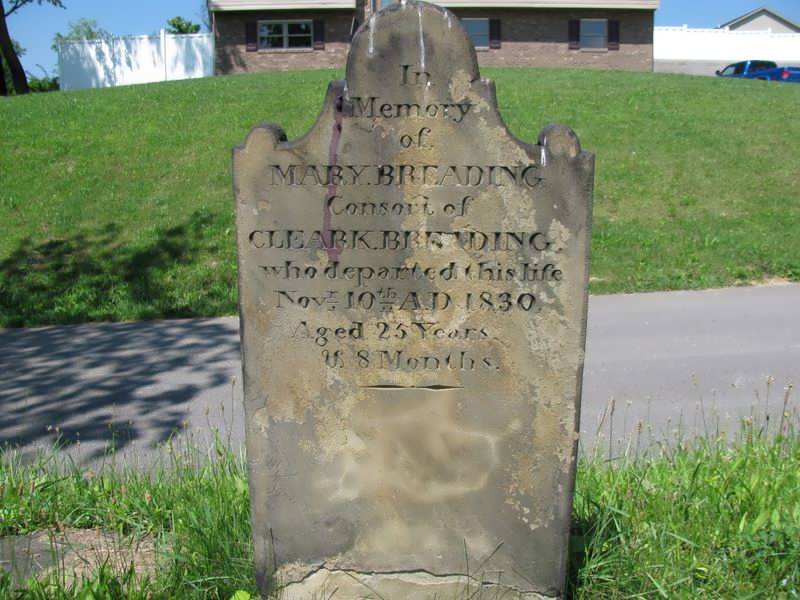 In
Memory
of
MARY. BREADING
Consort of
CLEARK. BREADING.
who departed this life
Novr. 10th AD 1830.
Aged 25 Years.
& 8 Months.